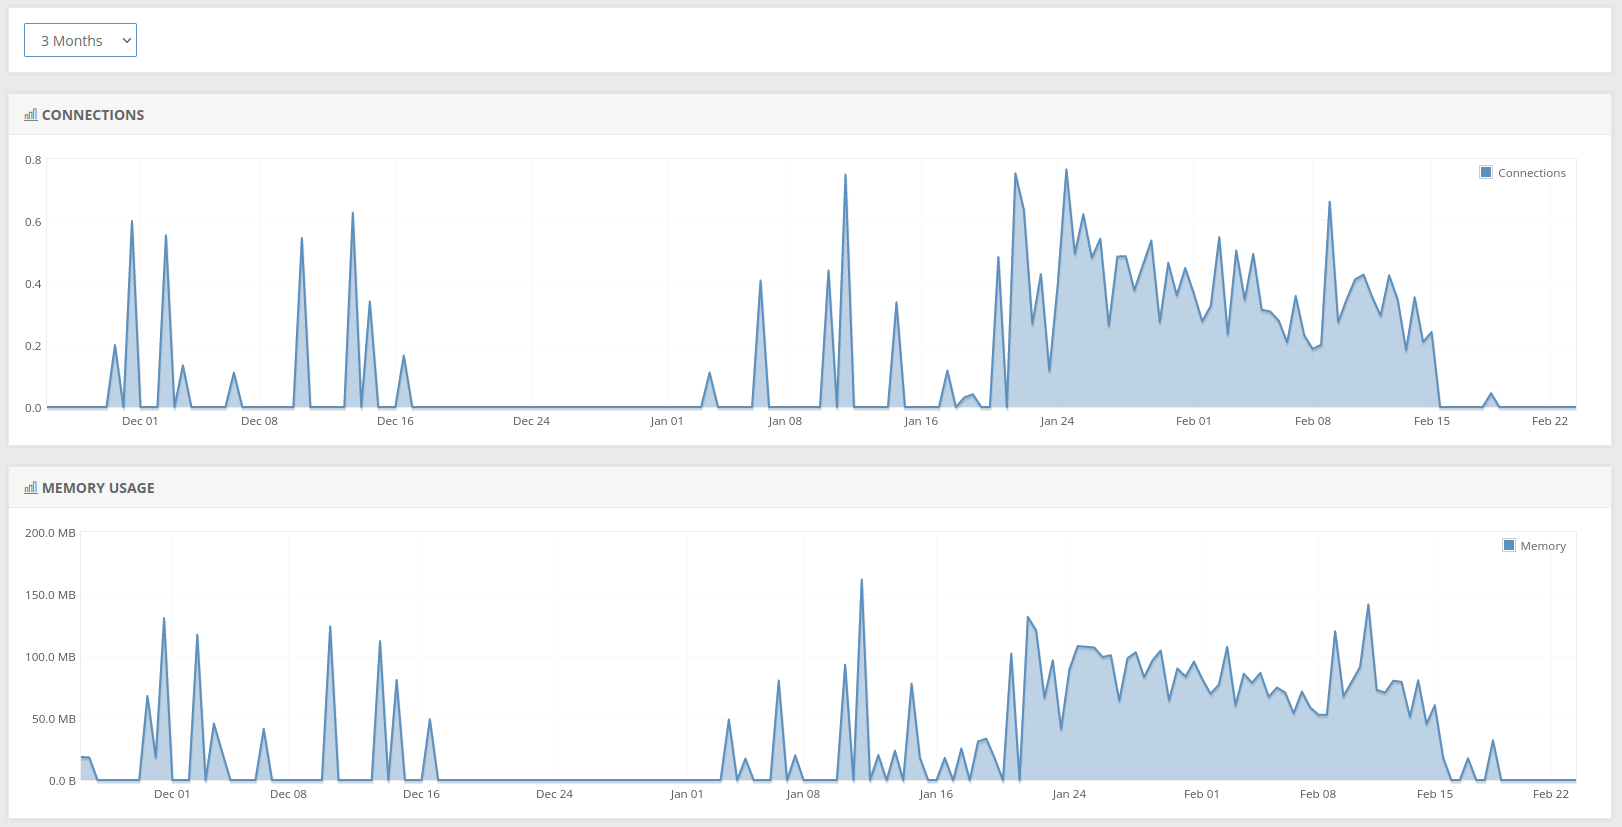 3 Months
CONNECTIONS
0.8
Connections
0.6
0.4
0.2
0.0
Dec 01 Dec 08 Dec 16 Dec 24 Jan 01 Jan 08 Jan 16 Jan 24 Feb 01 Feb 08 Feb 15 Feb 22
MEMORY USAGE
200.0 MB
Memory
150.0 MB
100.0 MB
50.0 MB
0.0 B
Dec 01 Dec 08 Dec 16 Dec 24 Jan 01 Jan 08 Jan 16 Jan 24 Feb 01 Feb 08 Feb 15 Feb 22